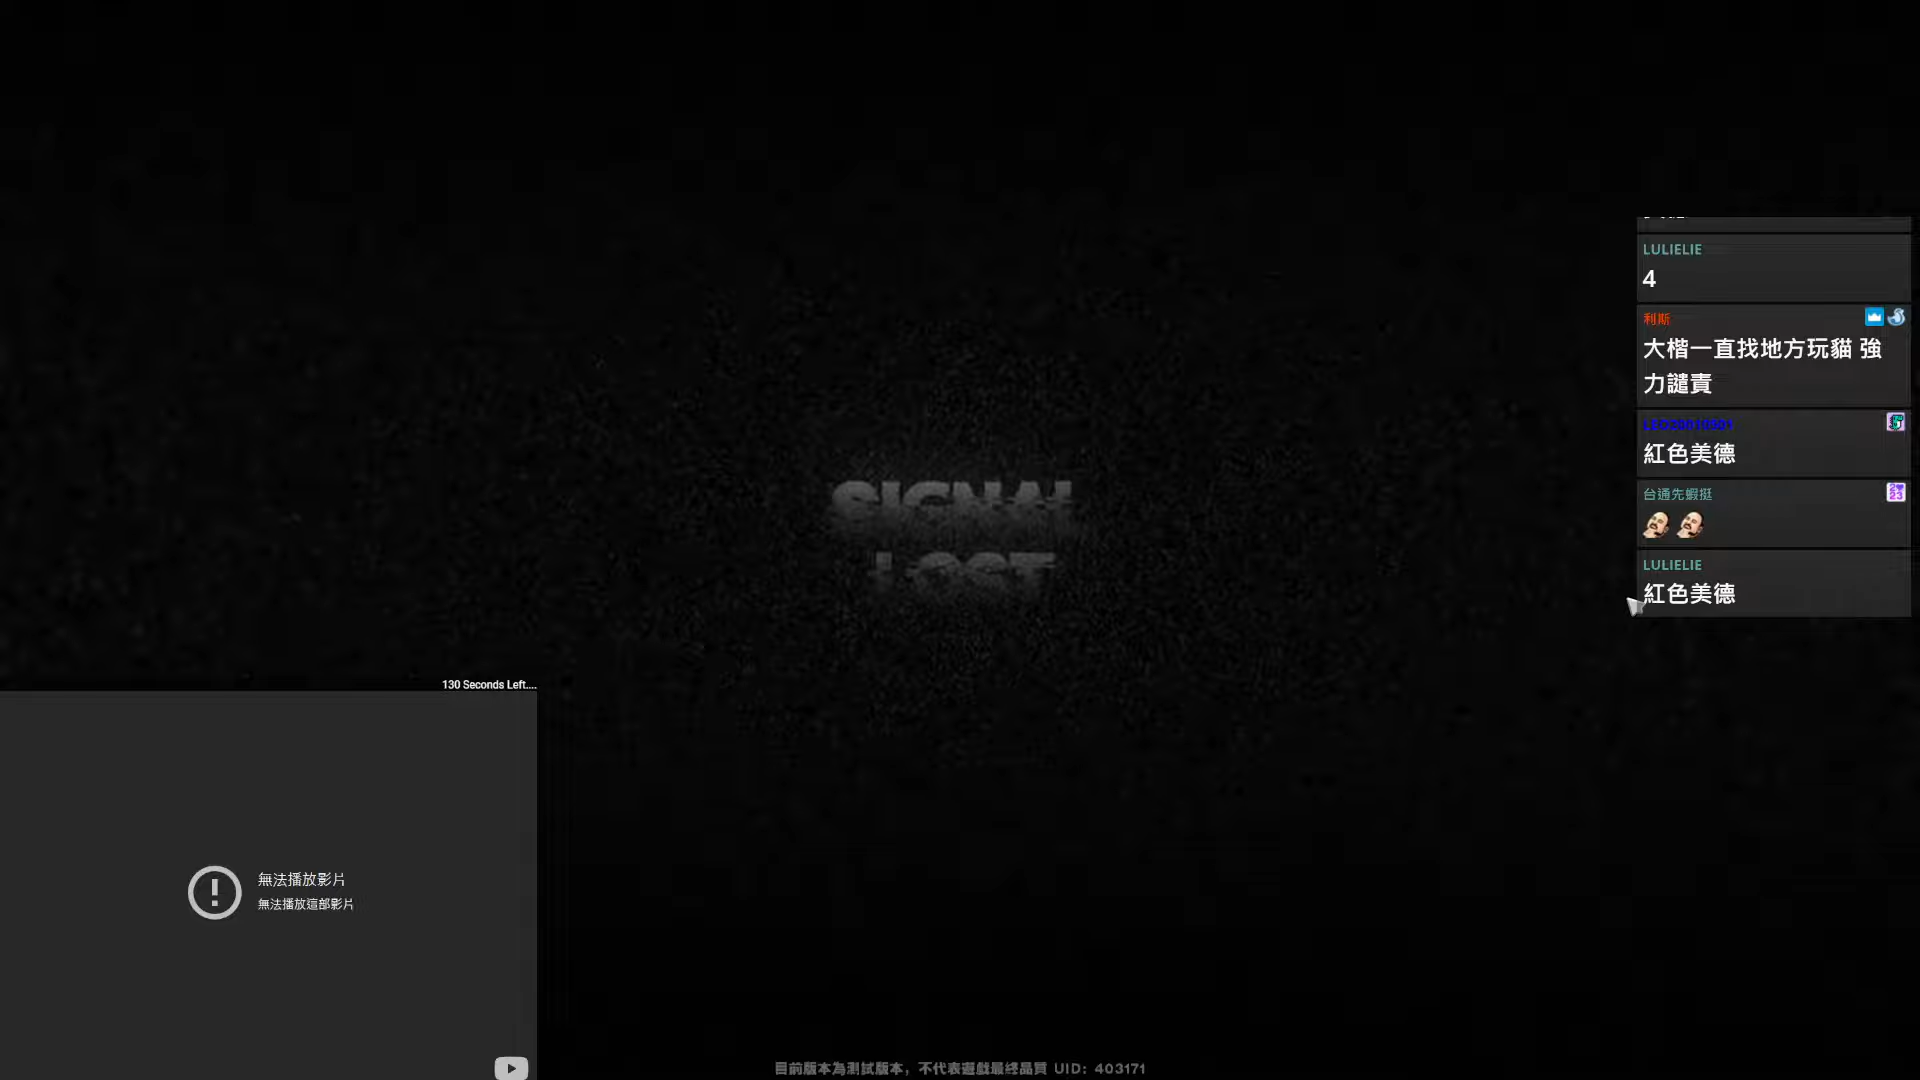 LULIELIE
4
利斯
大楷一直找地方玩貓 強
力譴責
紅色美德
台通先蝦挺
LULIELIE
紅色美德
SIGNAL
LOST
130 Seconds Left....
無法播放影片
無法播放這部影片
目前版本為測試版本，不代表遊戲最終品質 UID: 403171